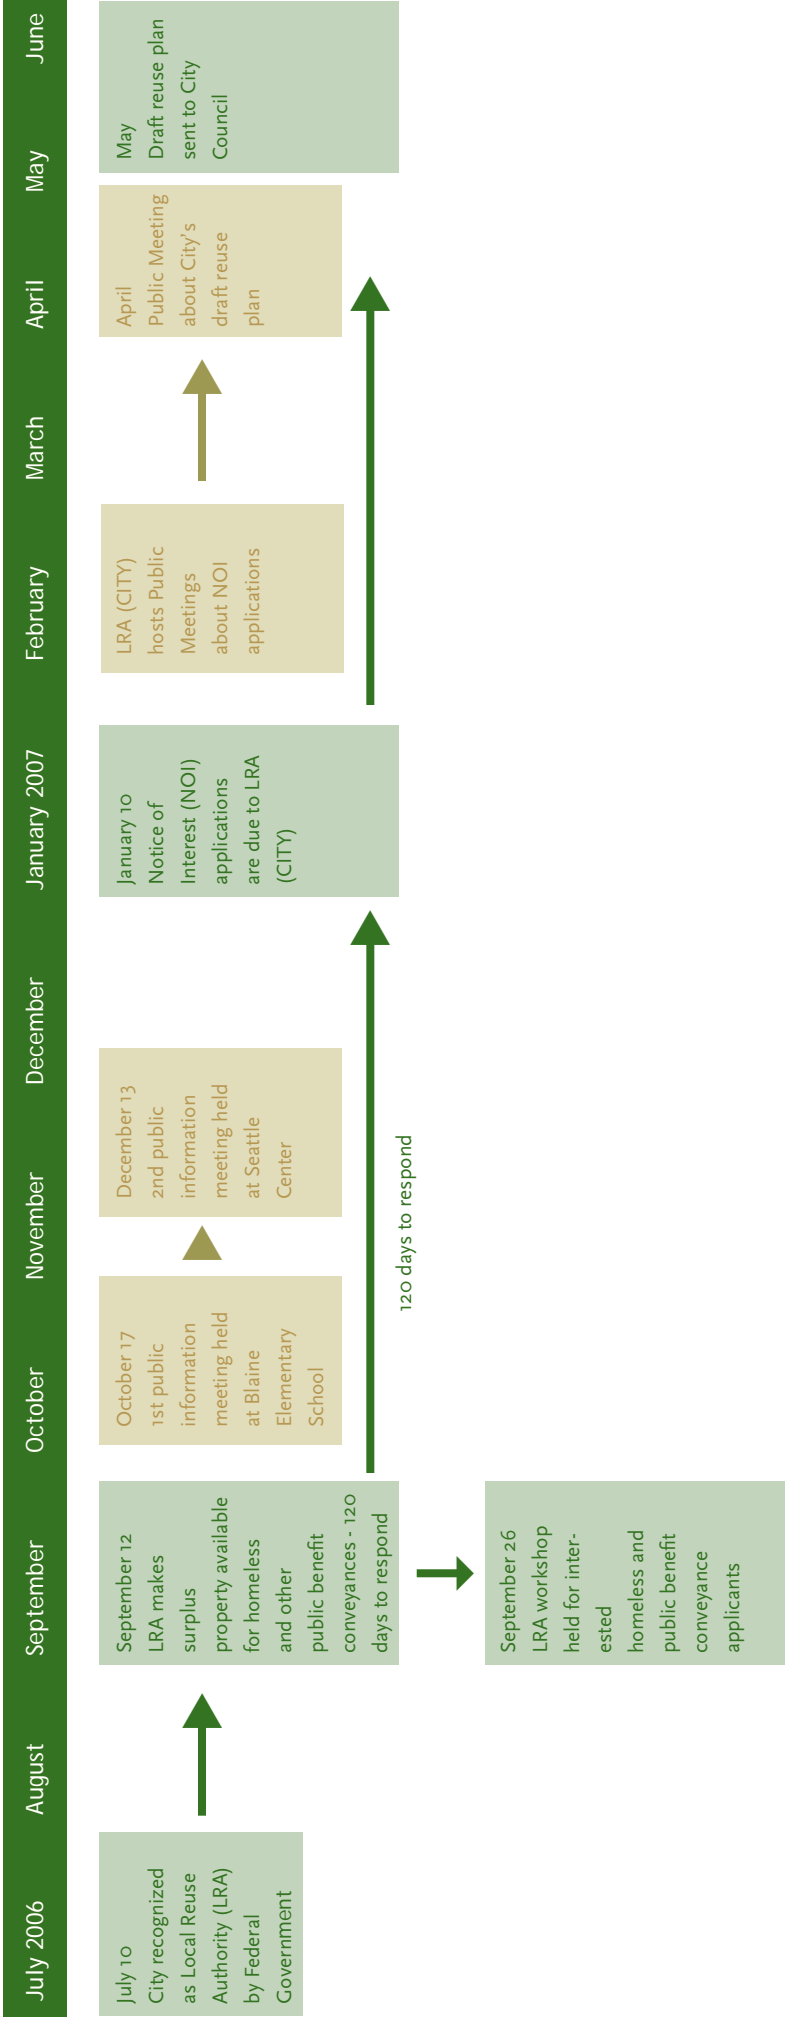 July 2006
August
September
October
November
December
January 2007
February
March
April
May
June
July 10
City recognized
as Local Reuse
Authority (LRA)
by Federal
Government
September 12
LRA makes
surplus
property available
for homeless
and other
public benefit
conveyances - 120
days to respond
September 26
LRA workshop
held for inter-
ested
homeless and
public benefit
conveyance
applicants
October 17
1st public
information
meeting held
at Blaine
Elementary
School
December 13
2nd public
information
meeting held
at Seattle
Center
120 days to respond
January 10
Notice of
Interest (NOI)
applications
are due to LRA
(CITY)
LRA (CITY)
hosts Public
Meetings
about NOI
applications
April
Public Meeting
about City's
draft reuse
plan
May
Draft reuse plan
sent to City
Council